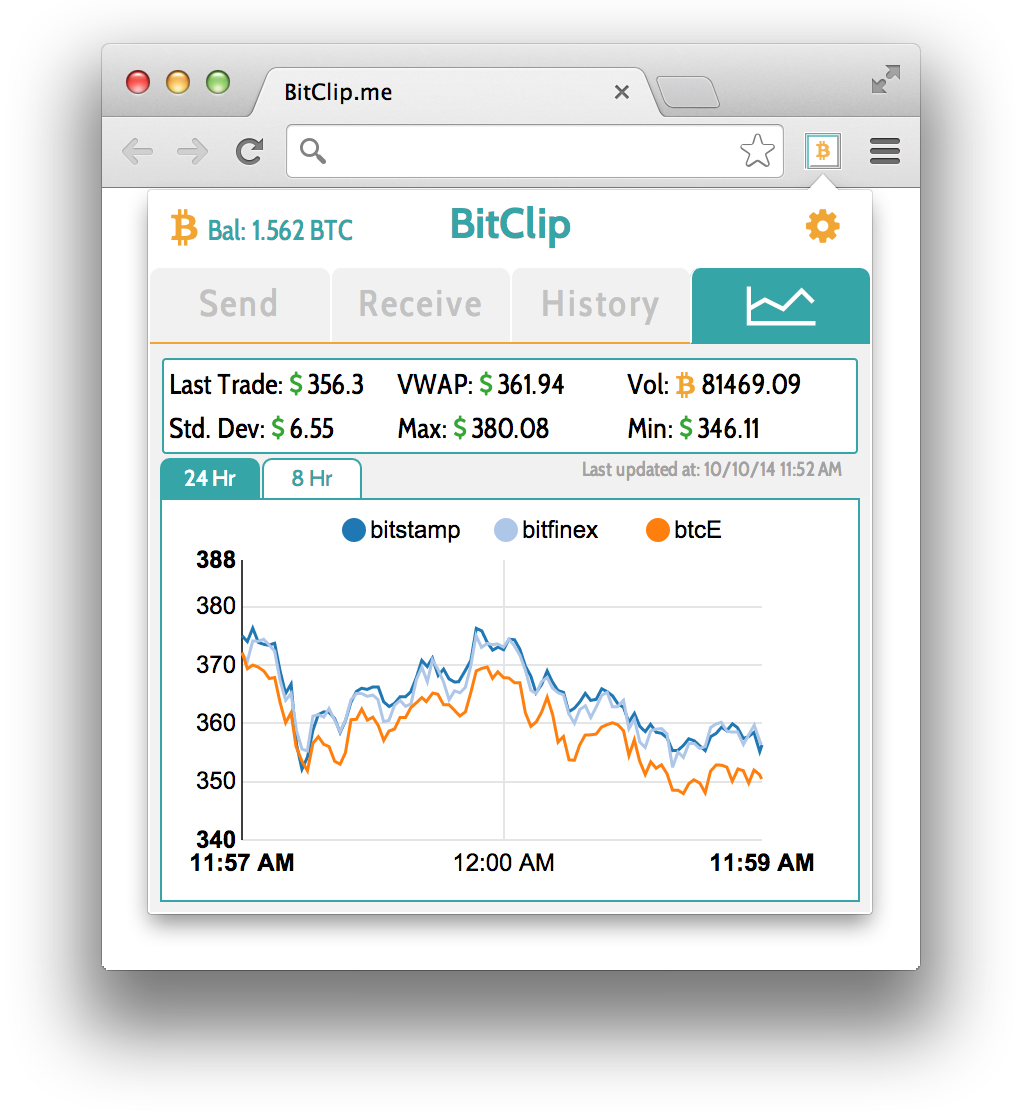 BitClip.me
Bal: 1.562 BTC
BitClip
Send Receive History
Last Trade: $ 356.3 VWAP: $ 361.94 Vol: ₿ 81469.09
Std. Dev: $ 6.55 Max: $ 380.08 Min: $ 346.11
24 Hr 8 Hr
Last updated at: 10/10/14 11:52 AM
bitstamp bitfinex btcE
388
380
370
360
350
340
11:57 AM 12:00 AM 11:59 AM